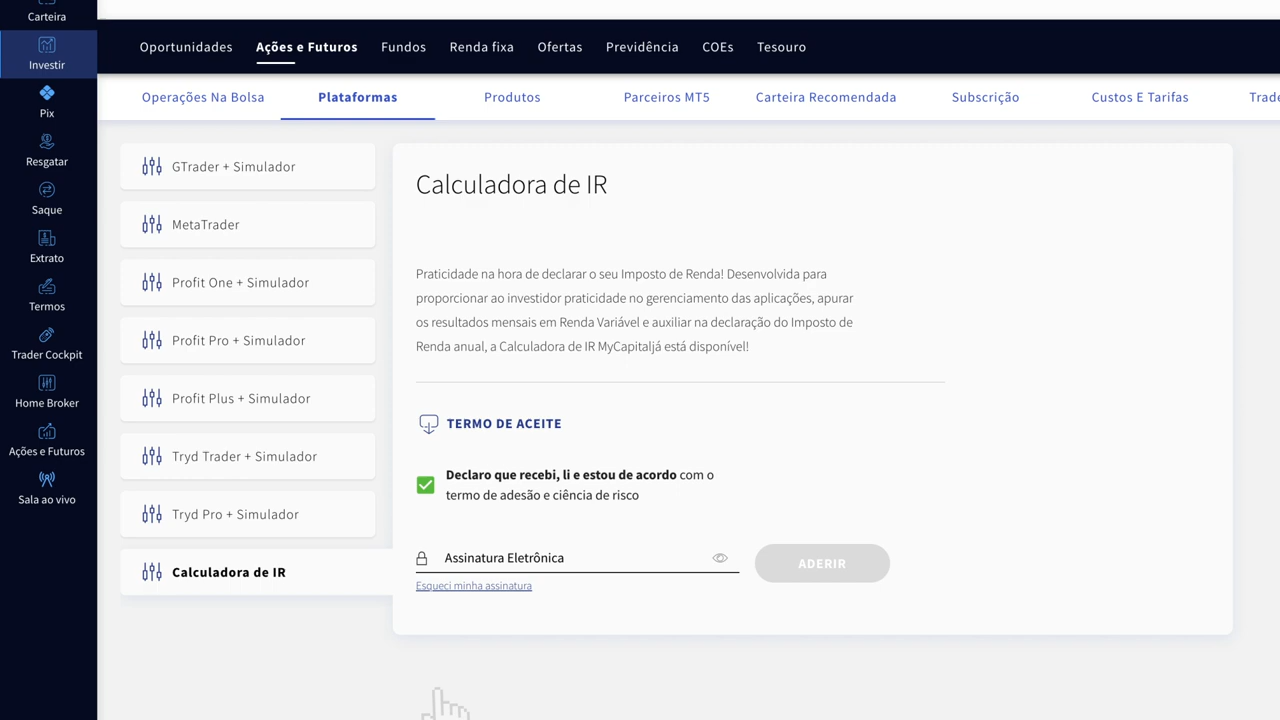 Carteira
Investir
Pix
Resgatar
Saque
Extrato
Termos
Trader Cockpit
Home Broker
Ações e Futuros
Sala ao vivo
Oportunidades Ações e Futuros Fundos Renda fixa Ofertas Previdência COEs Tesouro
Operações Na Bolsa Plataformas Produtos Parceiros MT5 Carteira Recomendada Subscrição Custos E Tarifas Trade
GTrader + Simulador
MetaTrader
Profit One + Simulador
Profit Pro + Simulador
Profit Plus + Simulador
Tryd Trader + Simulador
Tryd Pro + Simulador
Calculadora de IR
Calculadora de IR
Praticidade na hora de declarar o seu Imposto de Renda! Desenvolvida para
proporcionar ao investidor praticidade no gerenciamento das aplicações, apurar
os resultados mensais em Renda Variável e auxiliar na declaração do Imposto de
Renda anual, a Calculadora de IR MyCapitaljá está disponível!
TERMO DE ACEITE
Declaro que recebi, li e estou de acordo com o
termo de adesão e ciência de risco
Assinatura Eletrônica
ADERIR
Esqueci minha assinatura